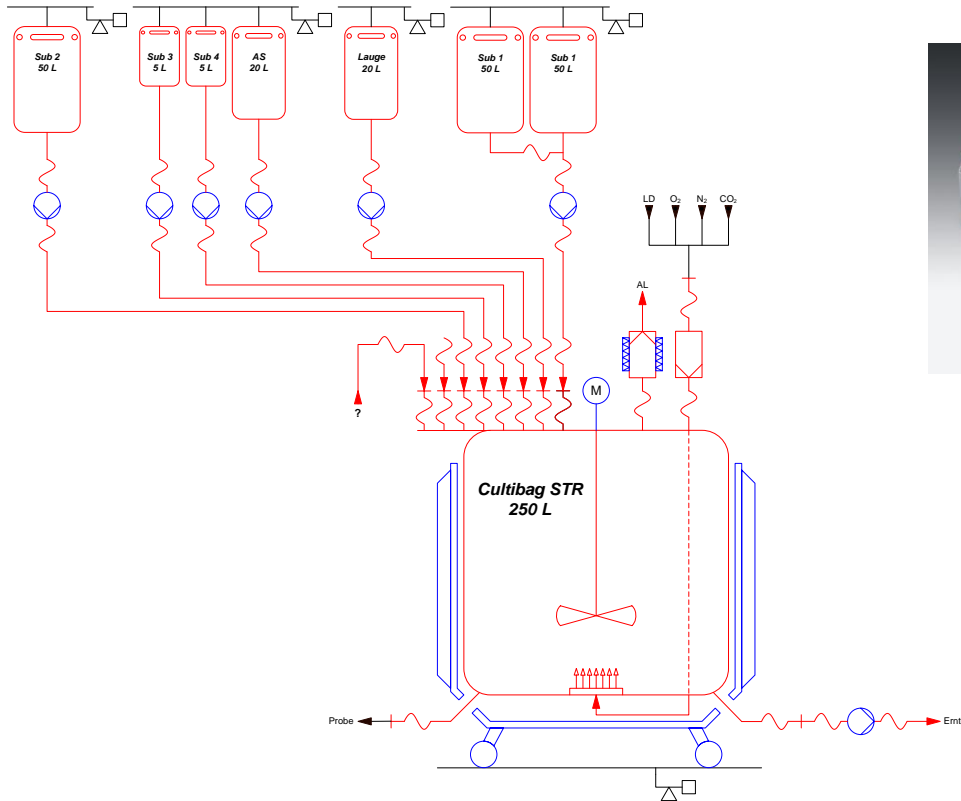 Sub 2
50 L
Sub 3
5 L
Sub 4
5 L
AS
20 L
Lauge
20 L
Sub 1
50 L
Sub 1
50 L
LD
O₂
N₂
CO₂
AL
?
M
Cultibag STR
250 L
Probe
Ernt